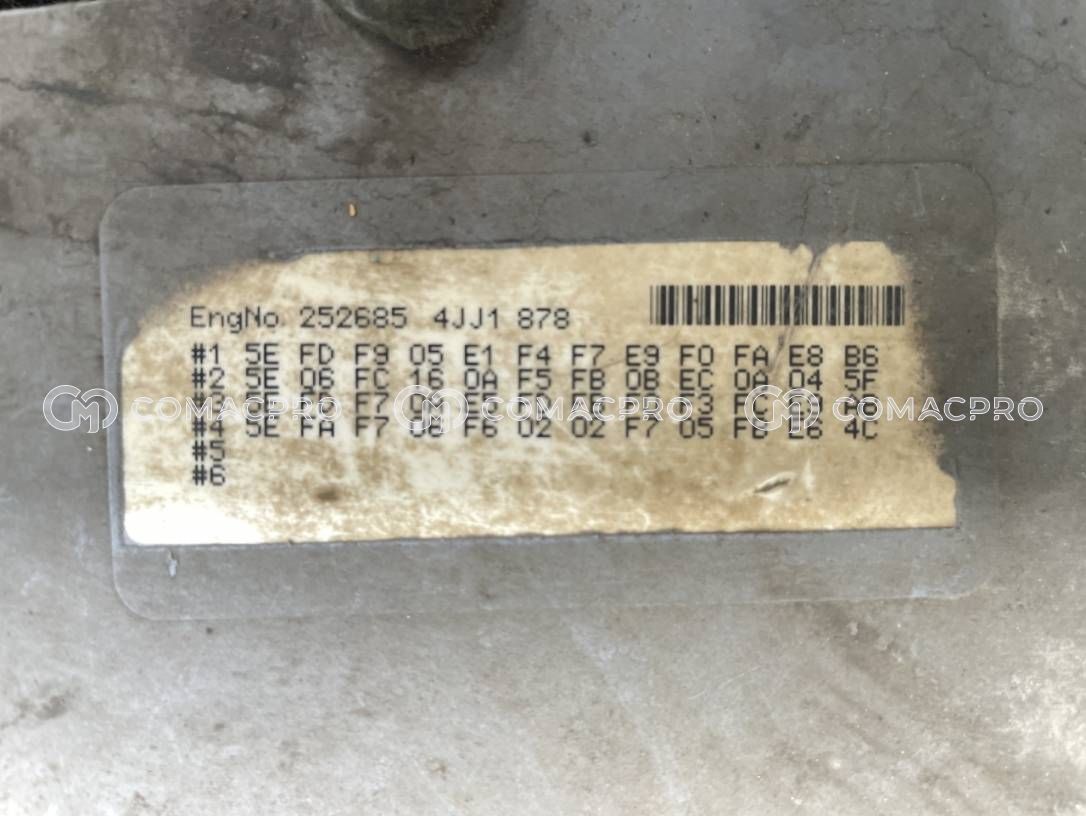 EngNo. 252685 4JJ1 878
#1 5E FD F9 05 E1 F4 F7 E9 F0 FA E8 B6
#2 5E 06 FC 16 0A F5 FB 0B EC 0A 04 5F
COMACPRO COMACPRO COMACPRO
#4 5E FA F7 08 F6 02 02 F7 05 FB E8 4C
#5
#6